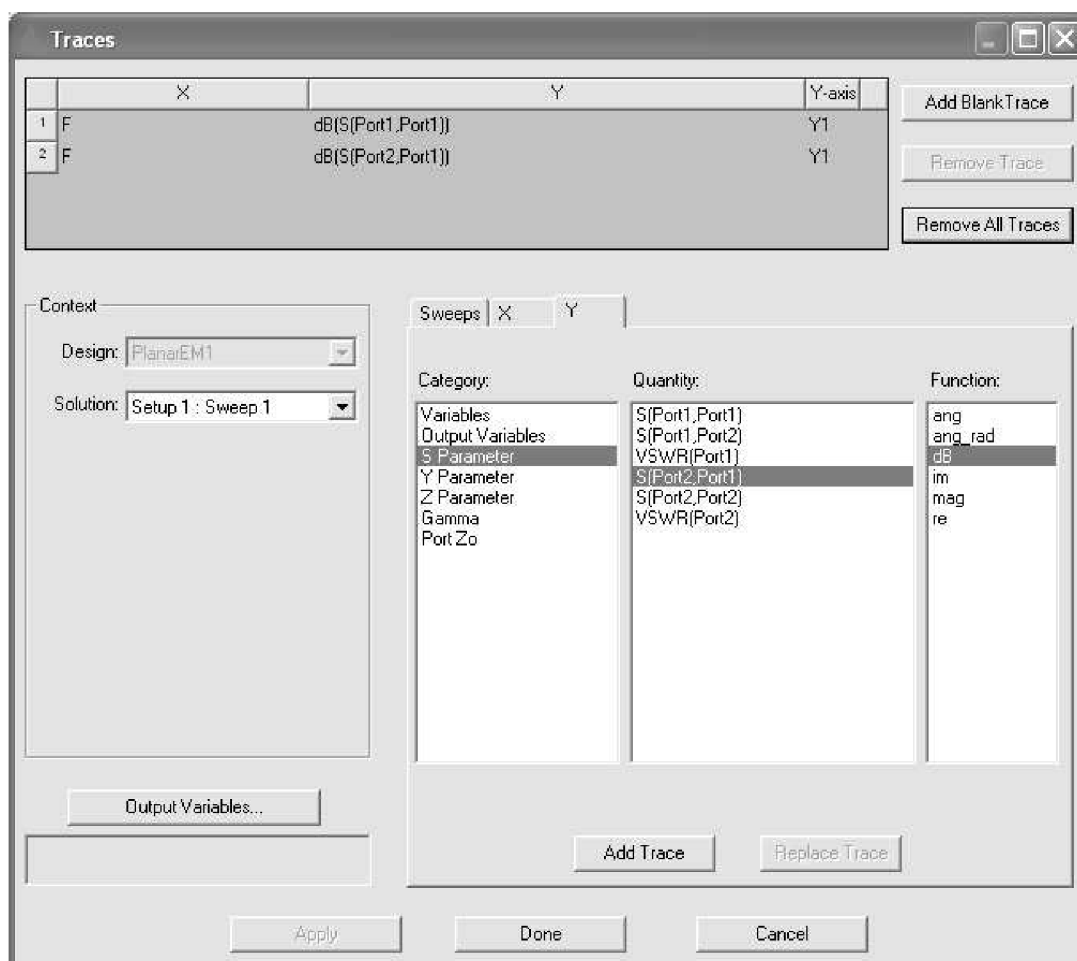 Traces
X Y Y-axis
1 F dB(S(Port1,Port1)) Y1
2 F dB(S(Port2,Port1)) Y1
Add Blank Trace
Remove Trace
Remove All Traces
Context
Design: PlanarEM1
Solution: Setup 1 : Sweep 1
Sweeps X Y
Category: Quantity: Function:
Variables S(Port1,Port1) ang
Output Variables S(Port1,Port2) ang_rad
S Parameter VSWR(Port1) dB
Y Parameter S(Port2,Port1) im
Z Parameter S(Port2,Port2) mag
Gamma VSWR(Port2) re
Port Zo
Output Variables...
Add Trace Replace Trace
Apply Done Cancel